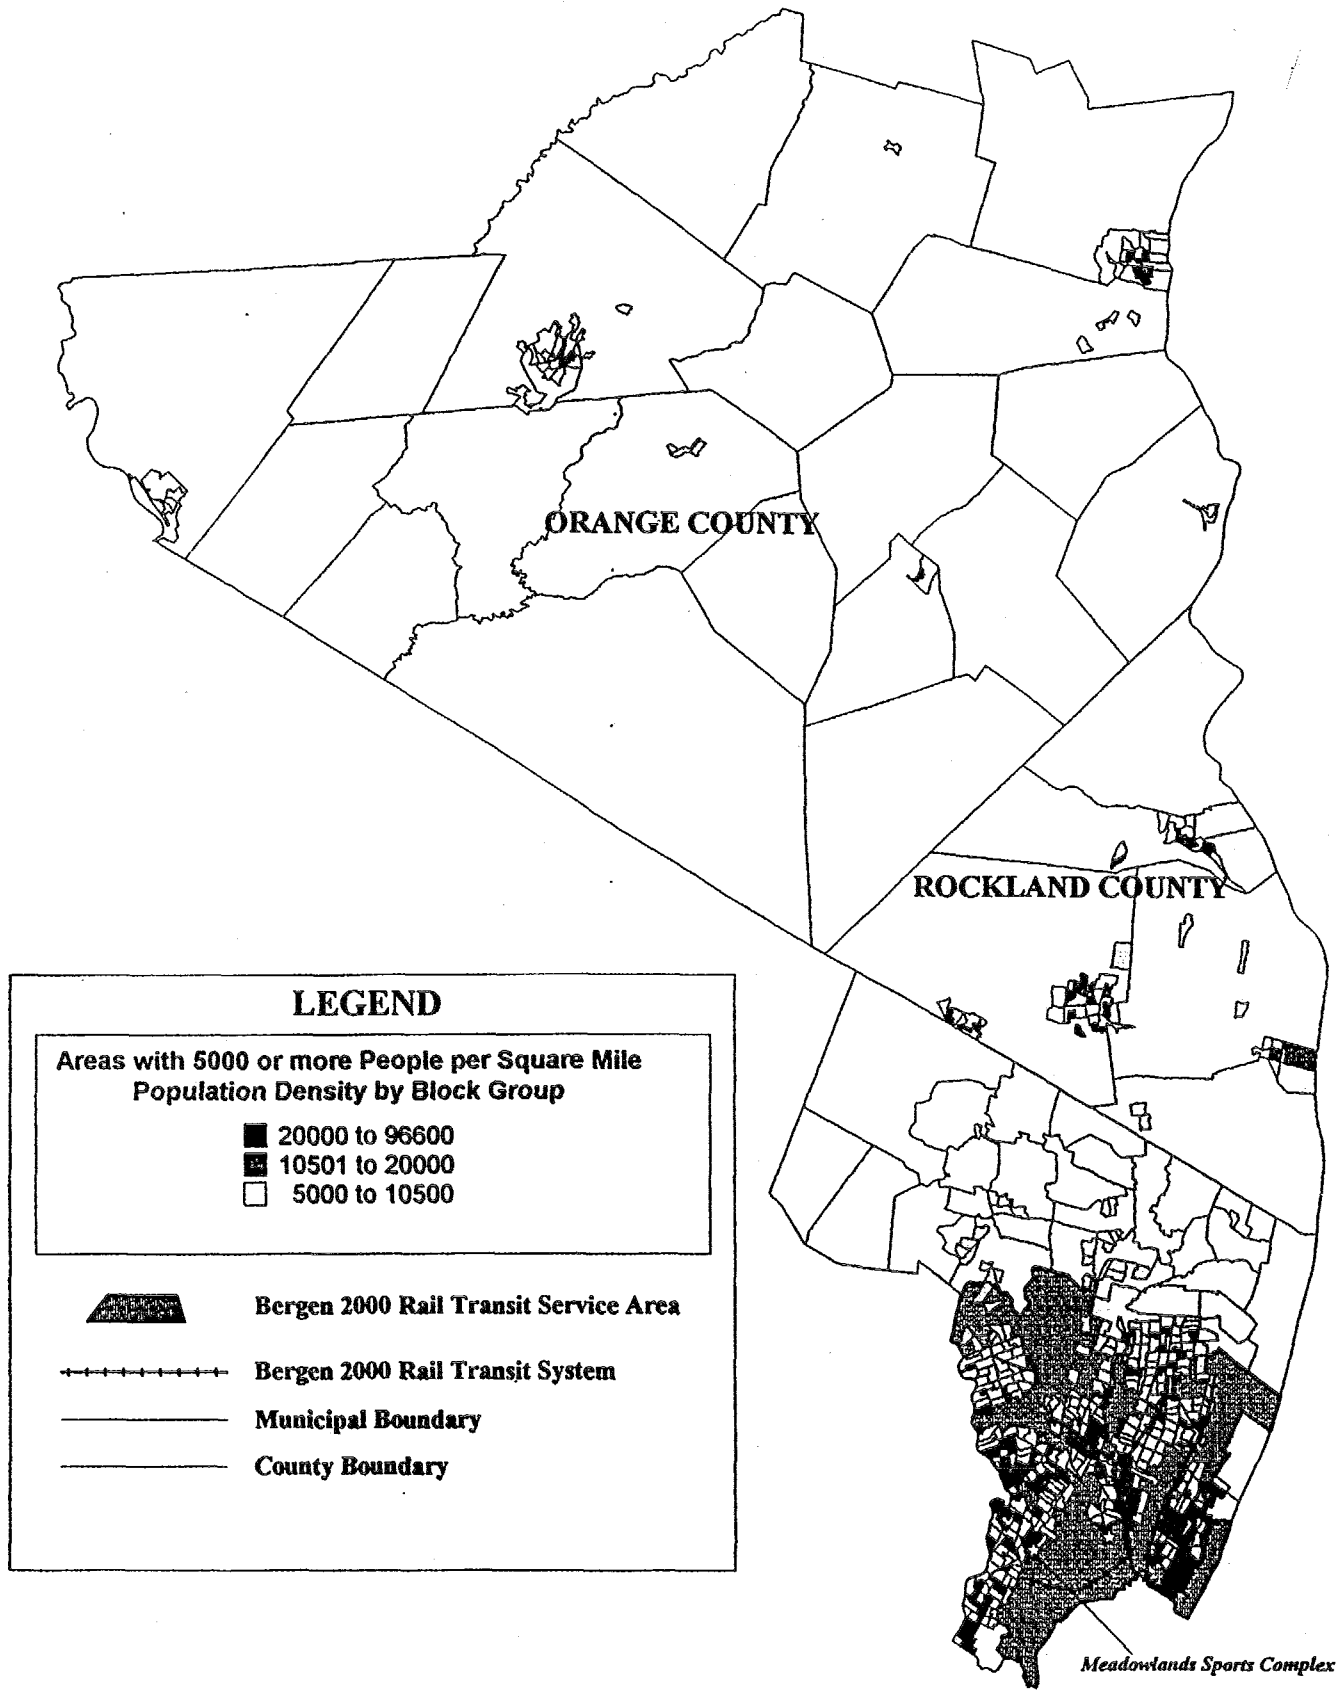 ORANGE COUNTY
ROCKLAND COUNTY
LEGEND
Areas with 5000 or more People per Square Mile
Population Density by Block Group
20000 to 96600
10501 to 20000
5000 to 10500
Bergen 2000 Rail Transit Service Area
Bergen 2000 Rail Transit System
Municipal Boundary
County Boundary
Meadowlands Sports Complex